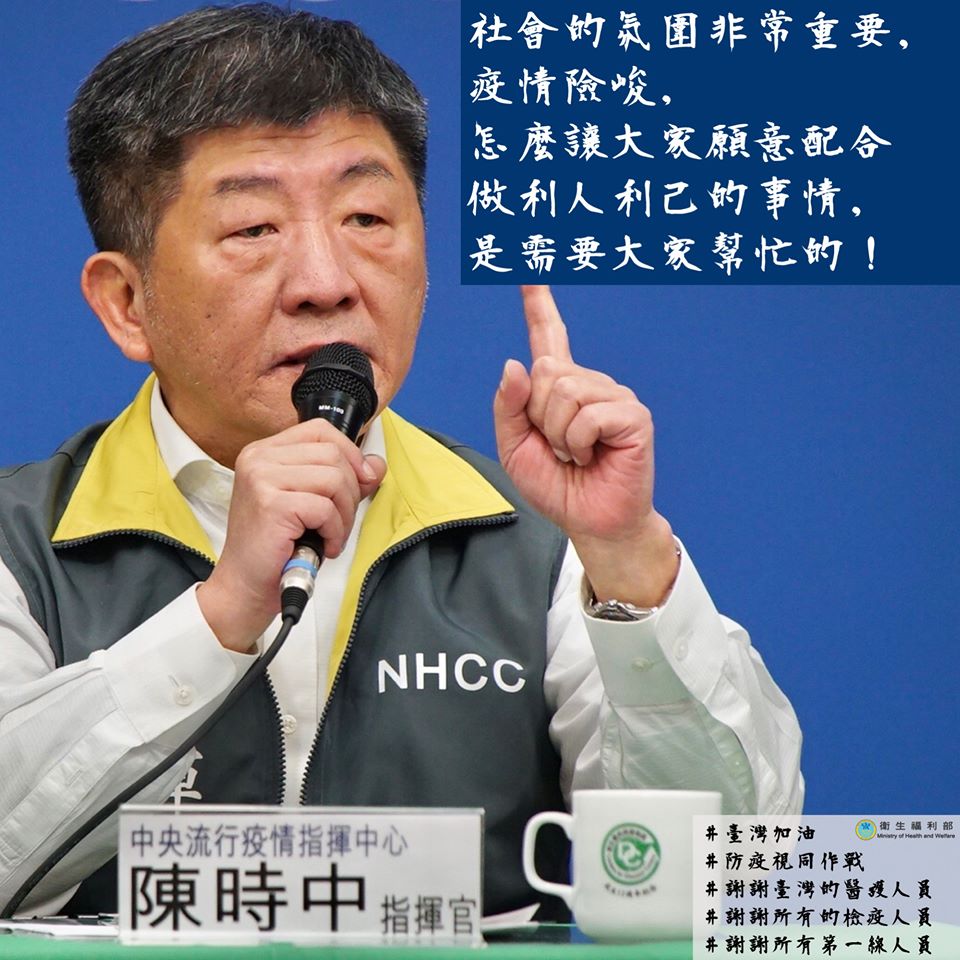 社會的氛圍非常重要,
疫情險峻,
怎麼讓大家願意配合
做利人利己的事情,
是需要大家幫忙的!
MM-100
NHCC
中央流行疫情指揮中心
陳時中 指揮官
#臺灣加油
衛生福利部
Ministry of Health and Welfare
#防疫視同作戰
#謝謝臺灣的醫護人員
#謝謝所有的檢疫人員
#謝謝所有第一線人員